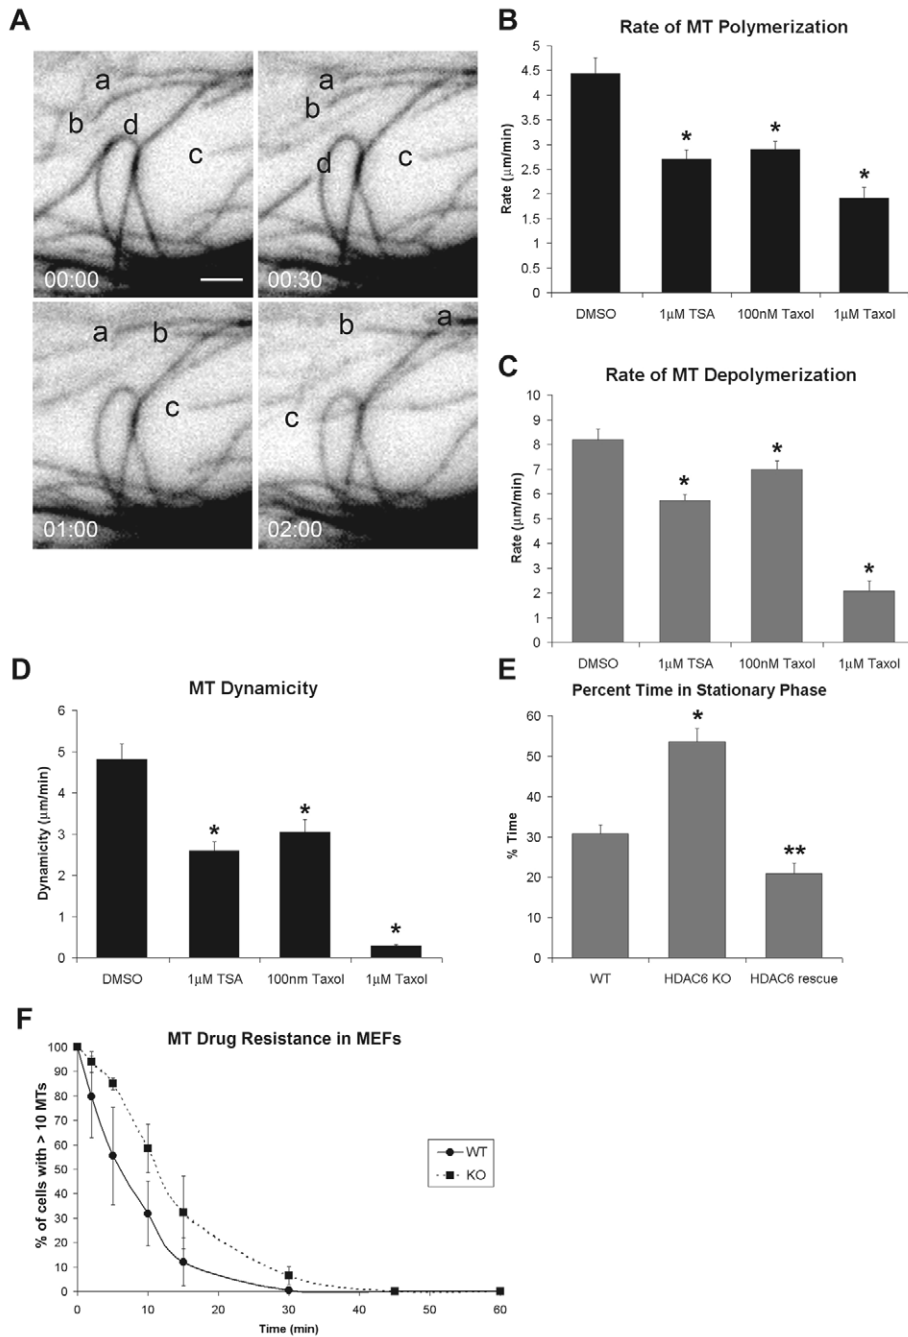 A
a
b
d
c
00:00
a
b
d
c
00:30
a
b
c
01:00
b
a
c
02:00
B
Rate of MT Polymerization
Rate (μm/min)
5
4.5
4
3.5
3
2.5
2
1.5
1
0.5
0
*
*
*
DMSO
1μM TSA
100nM Taxol
1μM Taxol
C
Rate of MT Depolymerization
Rate (μm/min)
10
9
8
7
6
5
4
3
2
1
0
*
*
*
DMSO
1μM TSA
100nM Taxol
1μM Taxol
D
MT Dynamicity
Dynamicity (μm/min)
6
5
4
3
2
1
0
*
*
*
DMSO
1μM TSA
100nm Taxol
1μM Taxol
E
Percent Time in Stationary Phase
% Time
60
50
40
30
20
10
0
*
**
WT
HDAC6 KO
HDAC6 rescue
F
MT Drug Resistance in MEFs
% of cells with > 10 MTs
100
90
80
70
60
50
40
30
20
10
0
0
10
20
30
40
50
60
Time (min)
WT
KO